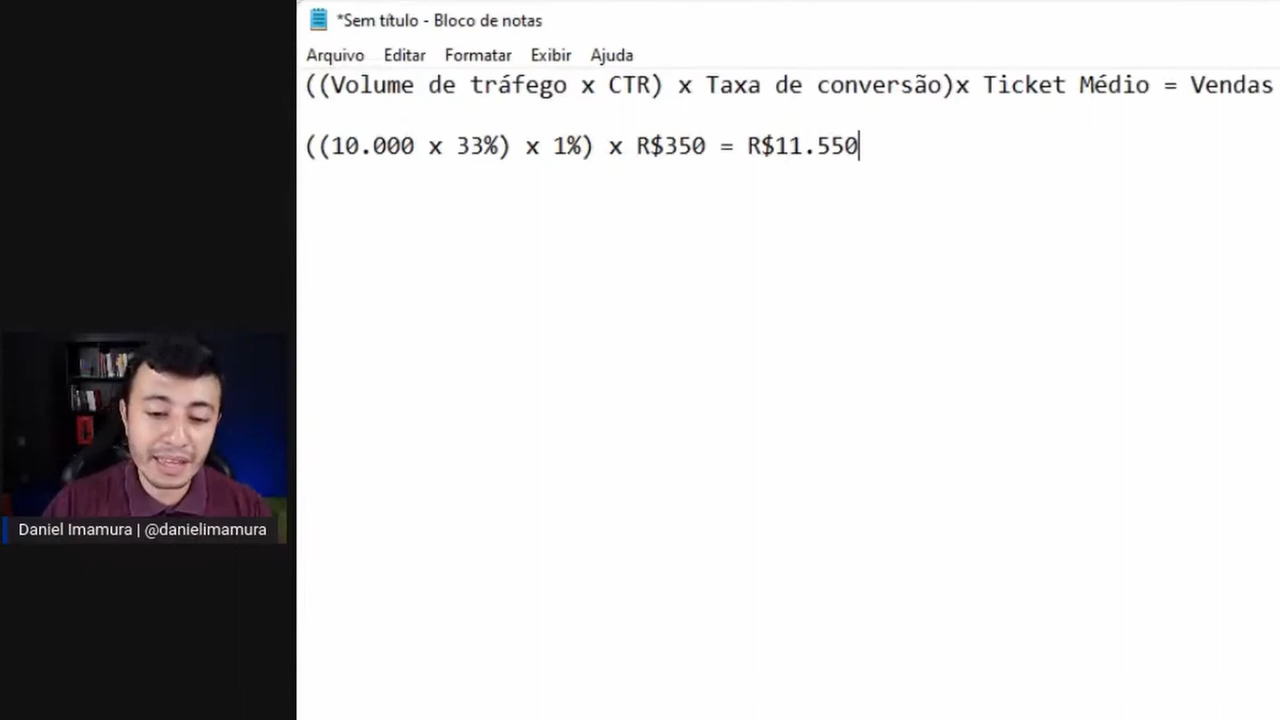 *Sem título - Bloco de notas
Arquivo Editar Formatar Exibir Ajuda
((Volume de tráfego x CTR) x Taxa de conversão)x Ticket Médio = Vendas
((10.000 x 33%) x 1%) x R$350 = R$11.550
Daniel Imamura | @danielimamura